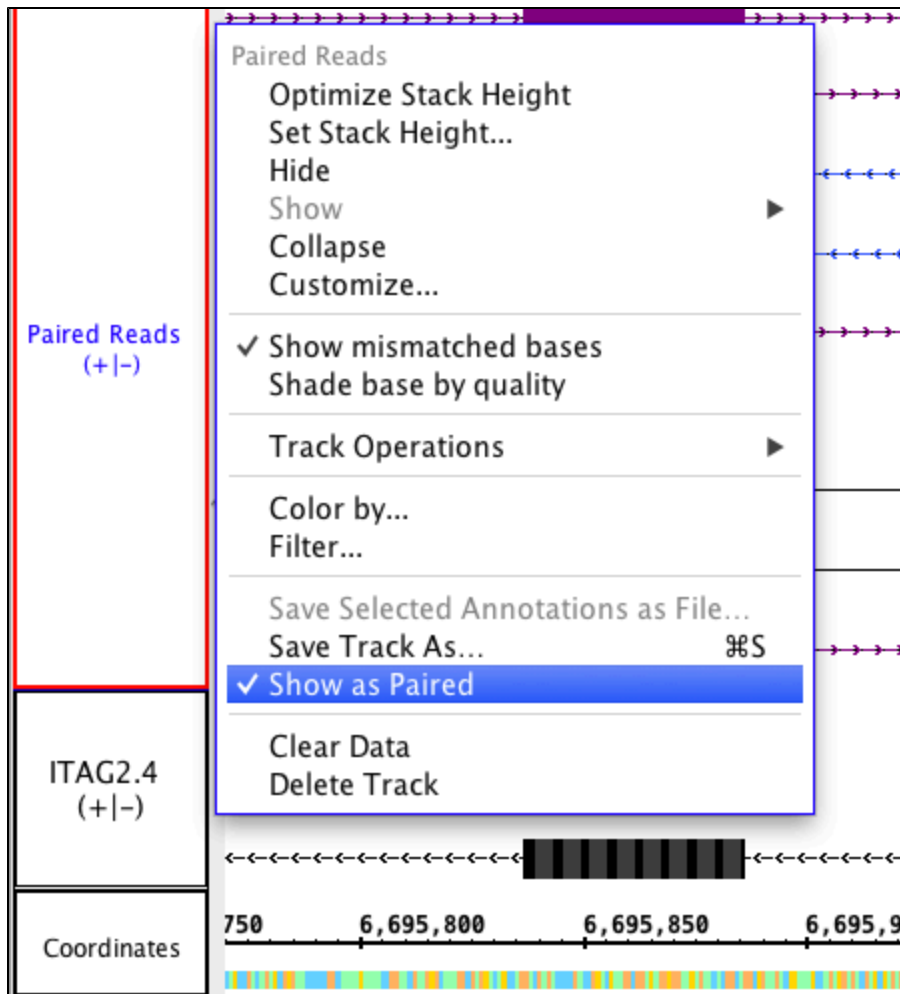 Paired Reads
Optimize Stack Height
Set Stack Height...
Hide
Show
Collapse
Customize...
Show mismatched bases
Shade base by quality
Track Operations
Color by...
Filter...
Save Selected Annotations as File...
Save Track As... ⌘S
Show as Paired
Clear Data
Delete Track
Paired Reads
(+|-)
ITAG2.4
(+|-)
Coordinates
750 6,695,800 6,695,850 6,695,9